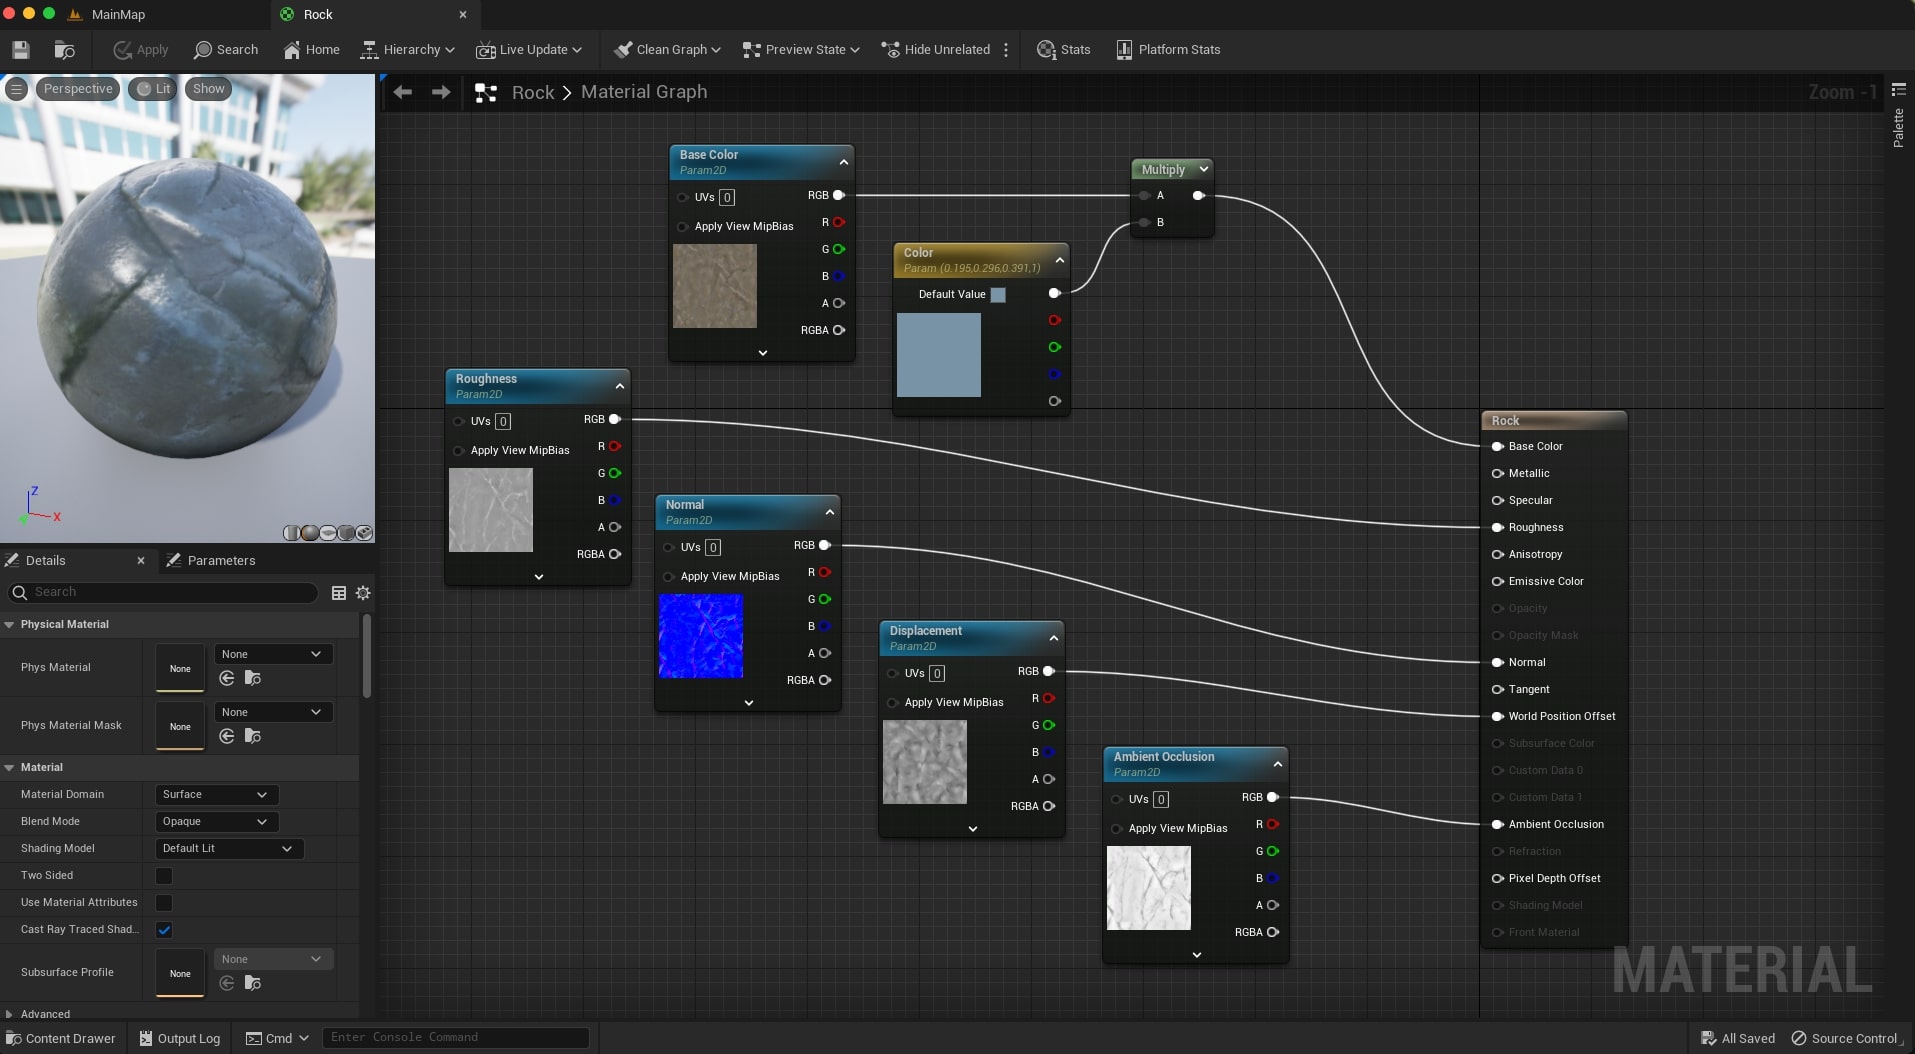 MainMap
Rock
Apply
Search
Home
Hierarchy
Live Update
Clean Graph
Preview State
Hide Unrelated
Stats
Platform Stats
Perspective
Lit
Show
Z
X
Rock > Material Graph
Zoom -1
Palette
Base Color
Param2D
UVs 0
Apply View MipBias
RGB
R
G
B
A
RGBA
Multiply
A
B
Color
Param (0.195,0.296,0.391,1)
Default Value
Roughness
Param2D
UVs 0
Apply View MipBias
RGB
R
G
B
A
RGBA
Normal
Param2D
UVs 0
Apply View MipBias
RGB
R
G
B
A
RGBA
Displacement
Param2D
UVs 0
Apply View MipBias
RGB
R
G
B
A
RGBA
Ambient Occlusion
Param2D
UVs 0
Apply View MipBias
RGB
R
G
B
A
RGBA
Rock
Base Color
Metallic
Specular
Roughness
Anisotropy
Emissive Color
Opacity
Opacity Mask
Normal
Tangent
World Position Offset
Subsurface Color
Custom Data 0
Custom Data 1
Ambient Occlusion
Refraction
Pixel Depth Offset
Shading Model
Front Material
MATERIAL
Details
Parameters
Search
Physical Material
Phys Material
None
None
Phys Material Mask
None
None
Material
Material Domain
Surface
Blend Mode
Opaque
Shading Model
Default Lit
Two Sided
Use Material Attributes
Cast Ray Traced Shad...
Subsurface Profile
None
None
Advanced
Content Drawer
Output Log
Cmd
Enter Console Command
All Saved
Source Control